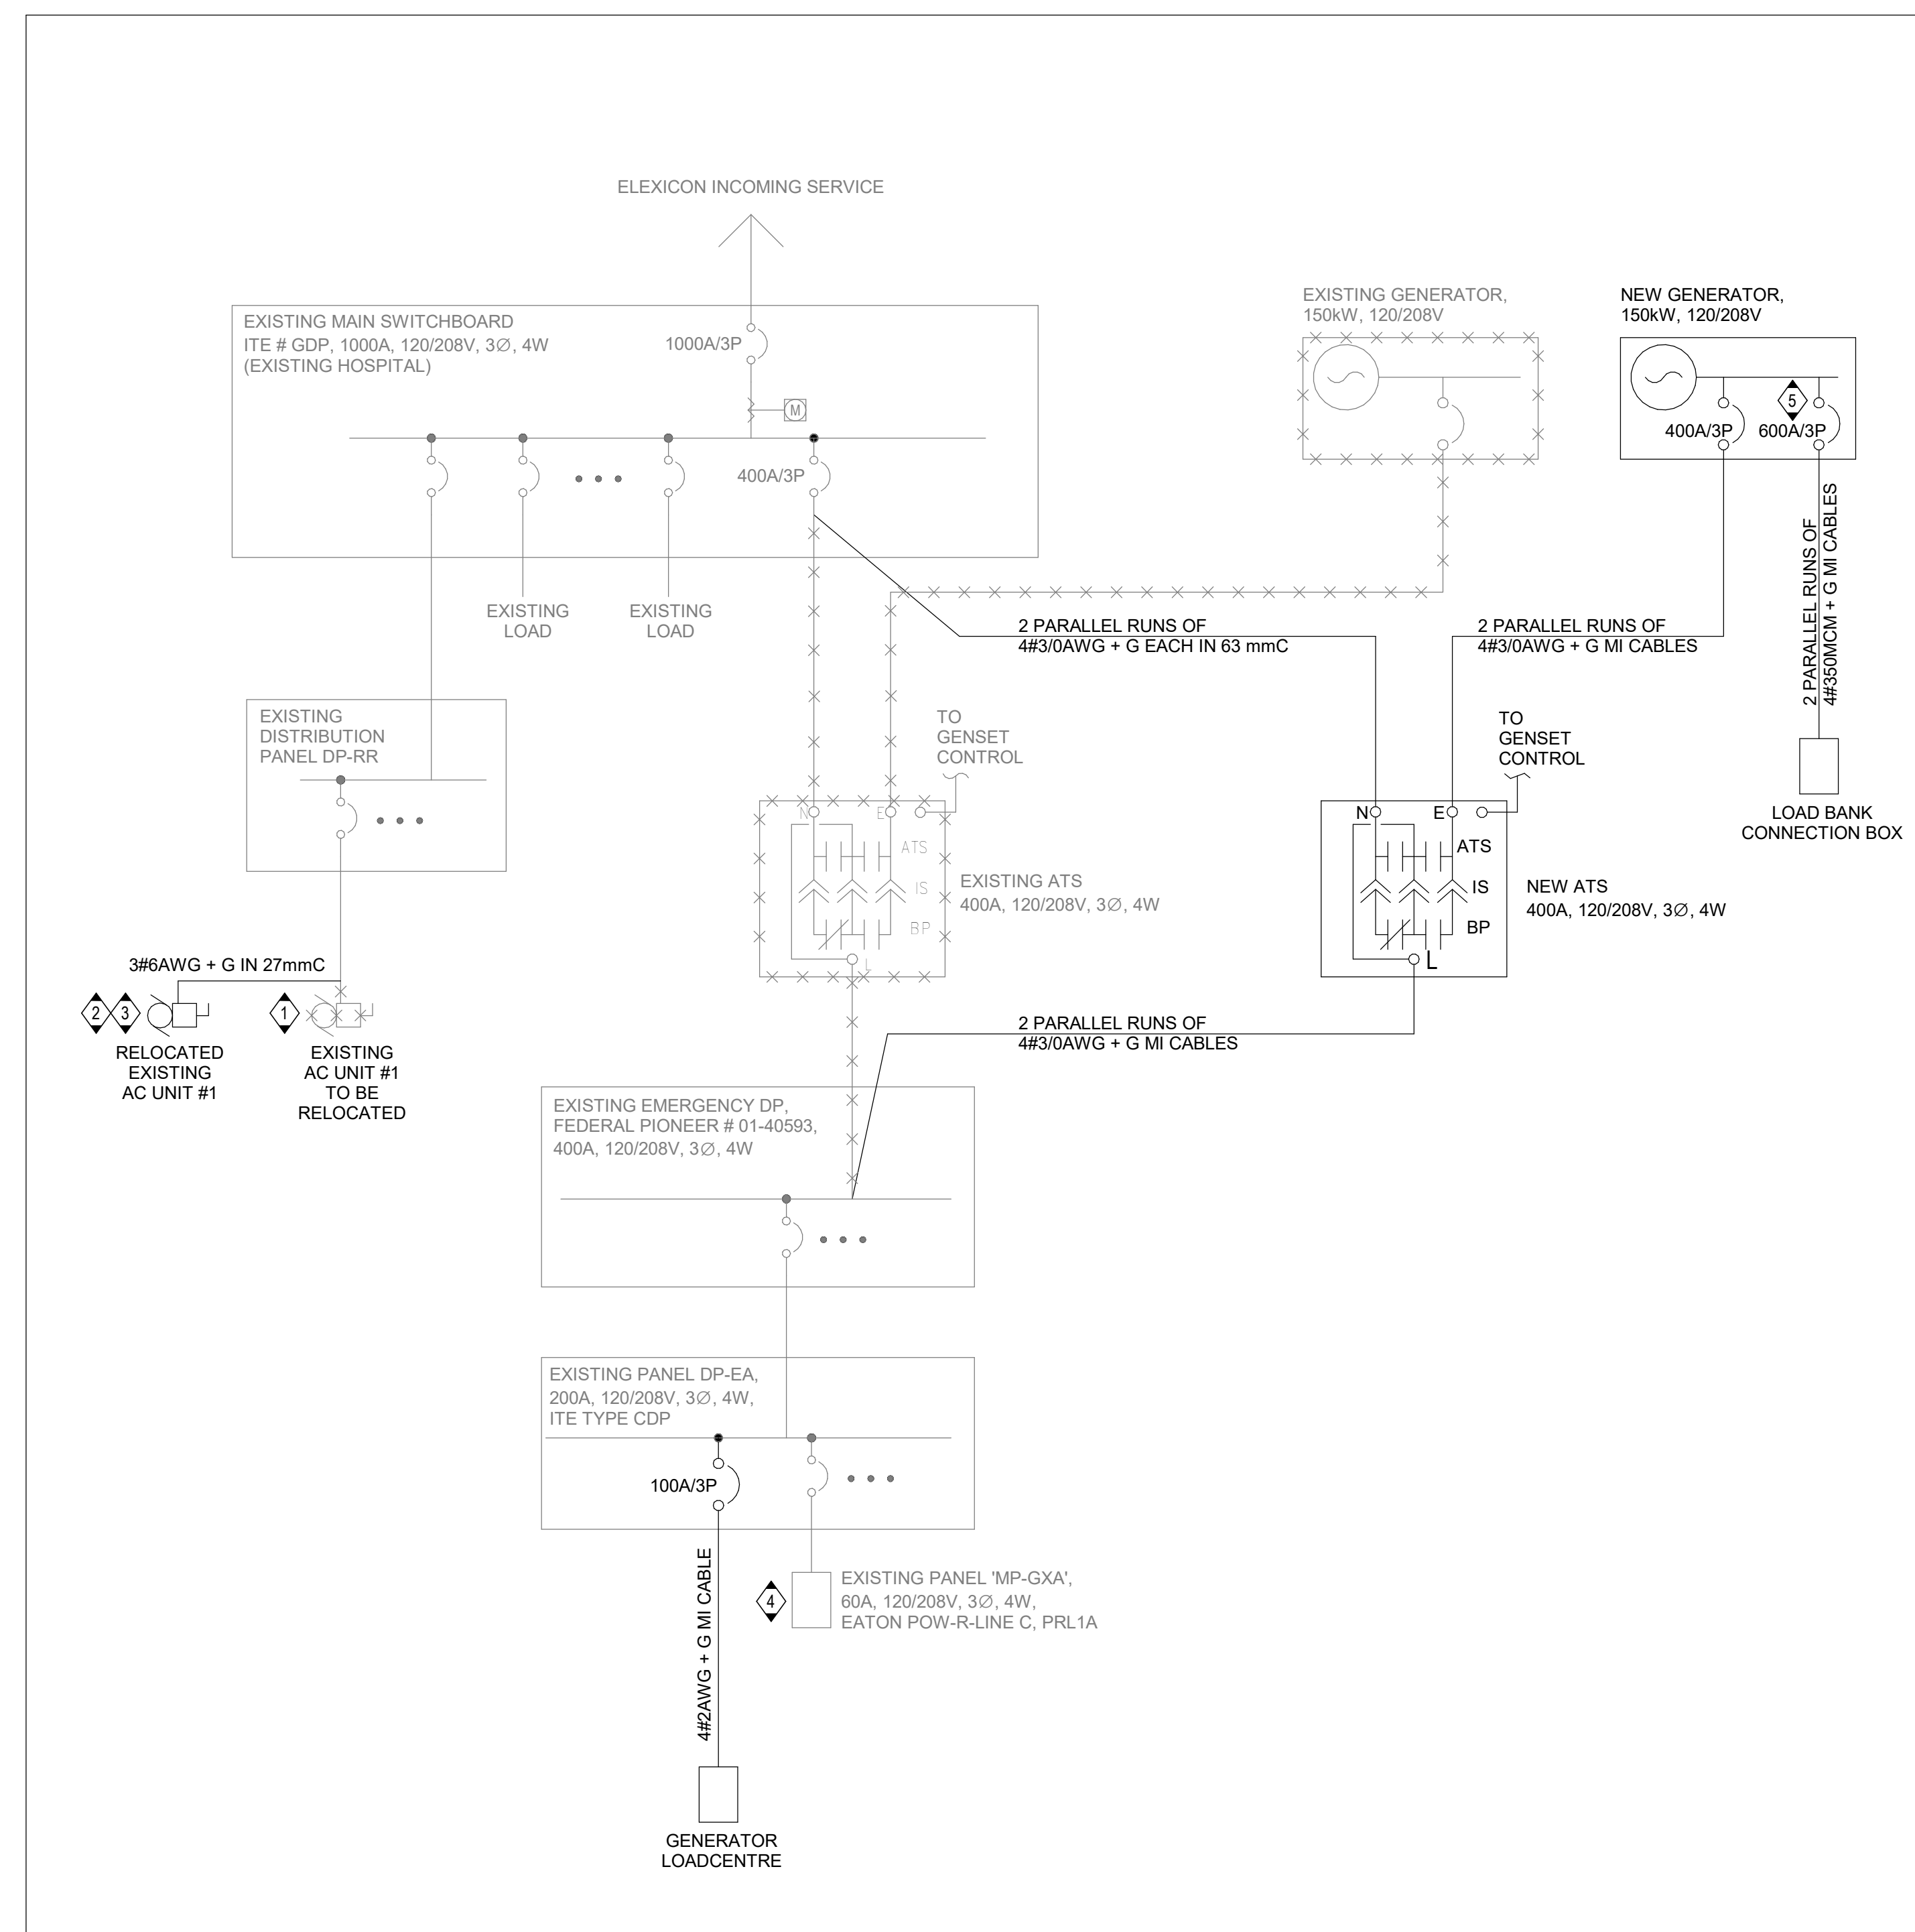 ELEXICON INCOMING SERVICE
EXISTING MAIN SWITCHBOARD
ITE # GDP, 1000A, 120/208V, 3Ø, 4W
(EXISTING HOSPITAL)
1000A/3P
M
400A/3P
EXISTING
LOAD
EXISTING
LOAD
EXISTING GENERATOR,
150kW, 120/208V
NEW GENERATOR,
150kW, 120/208V
5
400A/3P
600A/3P
2 PARALLEL RUNS OF
4#350MCM + G MI CABLES
2 PARALLEL RUNS OF
4#3/0AWG + G EACH IN 63 mmC
2 PARALLEL RUNS OF
4#3/0AWG + G MI CABLES
EXISTING
DISTRIBUTION
PANEL DP-RR
TO
GENSET
CONTROL
TO
GENSET
CONTROL
LOAD BANK
CONNECTION BOX
N
E
ATS
IS
BP
L
EXISTING ATS
400A, 120/208V, 3Ø, 4W
N
E
ATS
IS
BP
L
NEW ATS
400A, 120/208V, 3Ø, 4W
3#6AWG + G IN 27mmC
2
3
RELOCATED
EXISTING
AC UNIT #1
1
EXISTING
AC UNIT #1
TO BE
RELOCATED
2 PARALLEL RUNS OF
4#3/0AWG + G MI CABLES
EXISTING EMERGENCY DP,
FEDERAL PIONEER # 01-40593,
400A, 120/208V, 3Ø, 4W
EXISTING PANEL DP-EA,
200A, 120/208V, 3Ø, 4W,
ITE TYPE CDP
100A/3P
4#2AWG + G MI CABLE
4
EXISTING PANEL 'MP-GXA',
60A, 120/208V, 3Ø, 4W,
EATON POW-R-LINE C, PRL1A
GENERATOR
LOADCENTRE